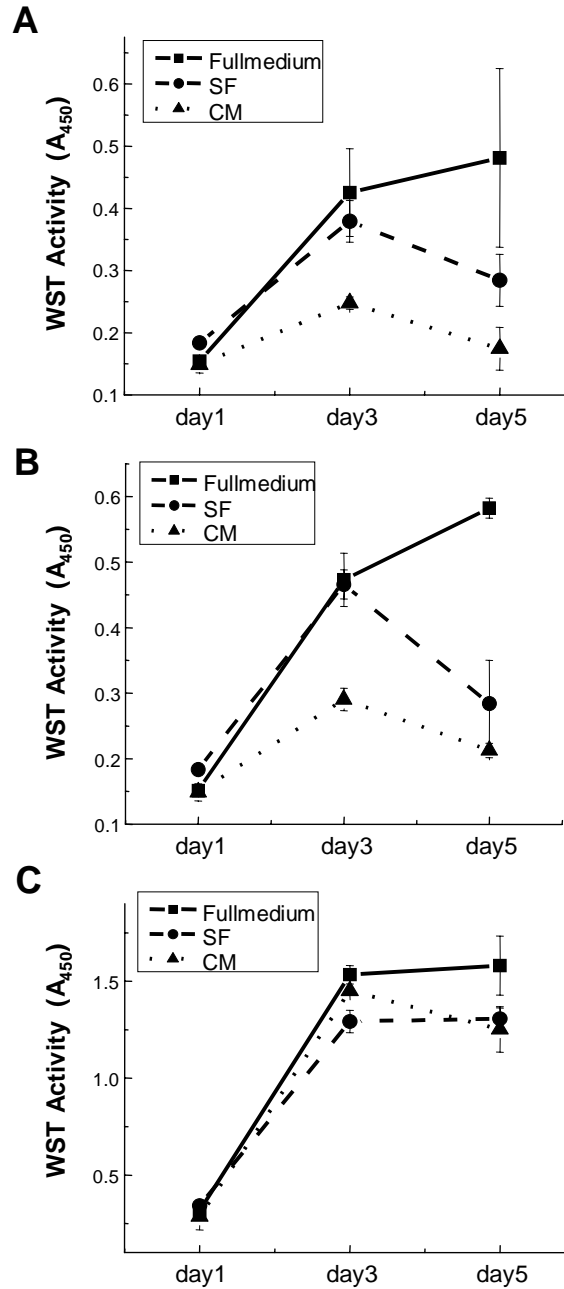 A
Fullmedium
SF
CM
WST Activity (A450)
0.6
0.5
0.4
0.3
0.2
0.1
day1 day3 day5
B
Fullmedium
SF
CM
WST Activity (A450)
0.6
0.5
0.4
0.3
0.2
0.1
day1 day3 day5
C
Fullmedium
SF
CM
WST Activity (A450)
1.5
1.0
0.5
day1 day3 day5